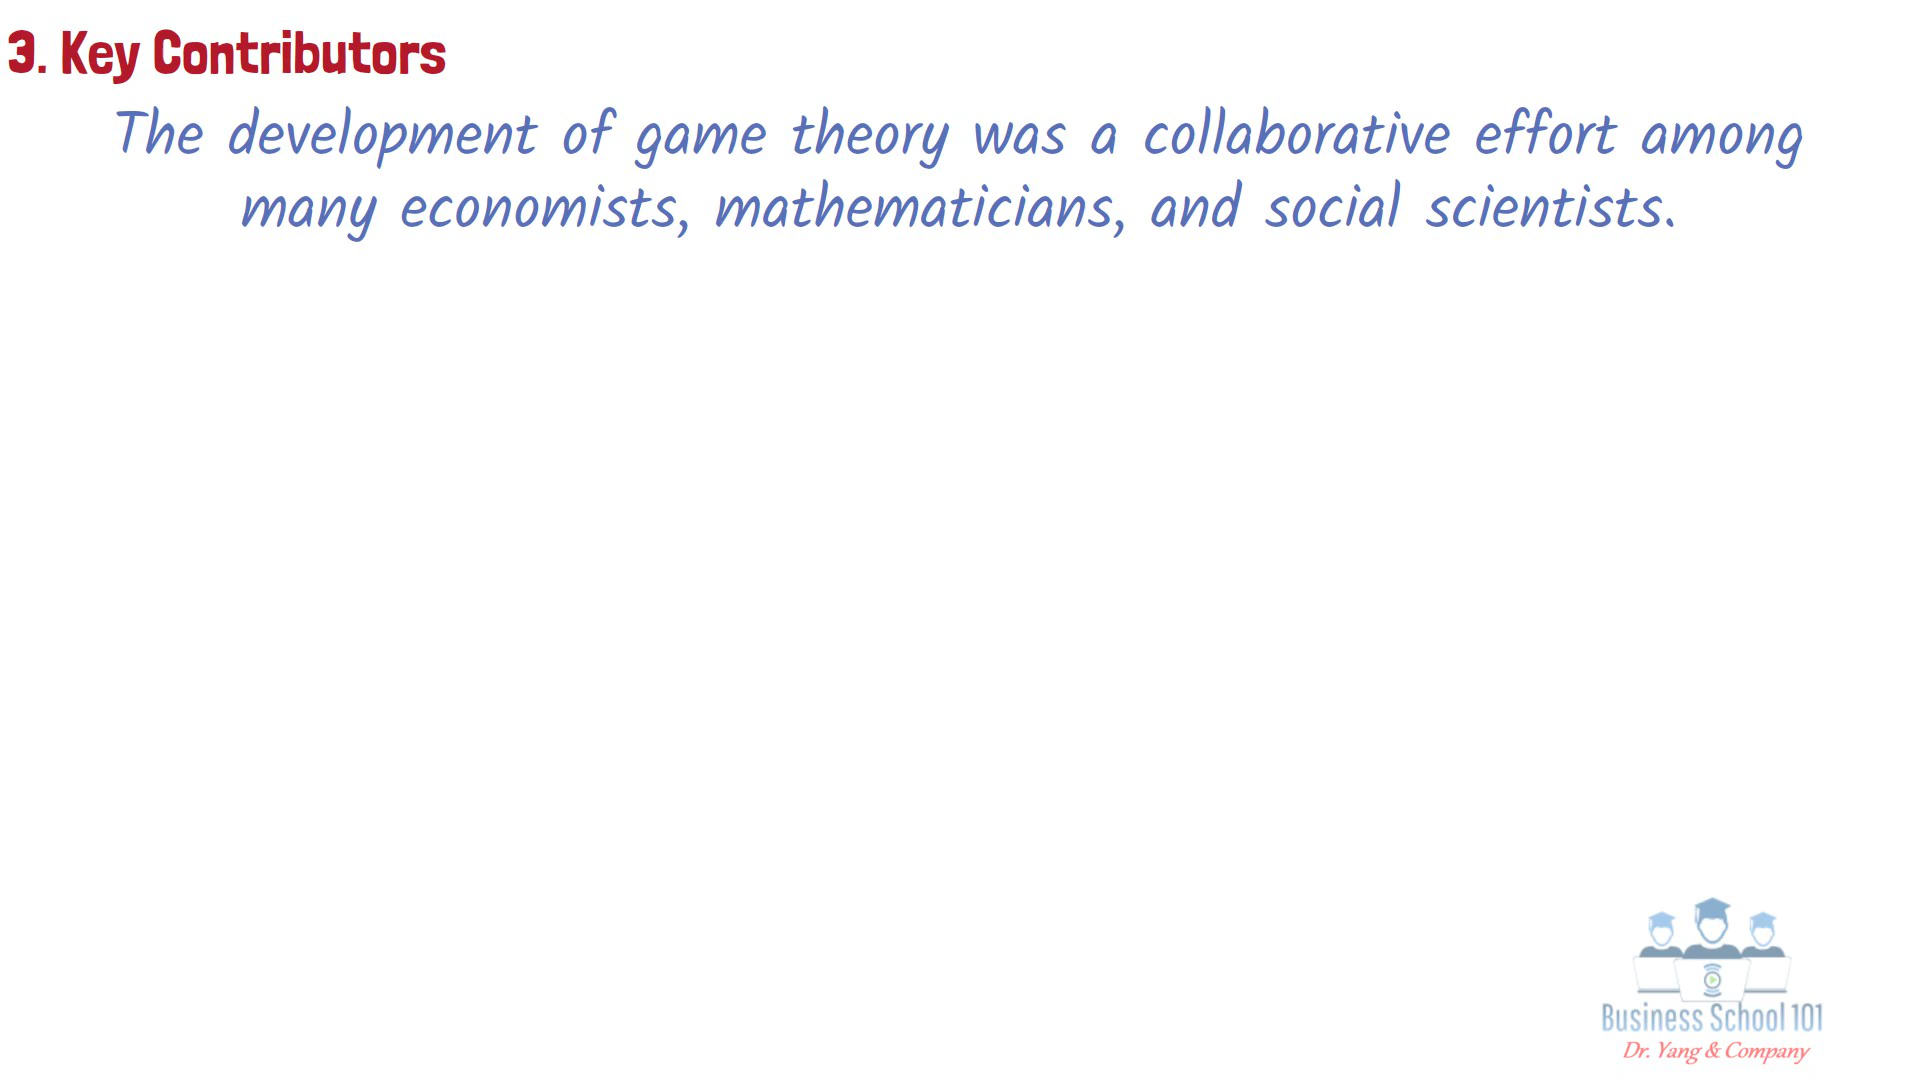 3. Key Contributors
The development of game theory was a collaborative effort among
many economists, mathematicians, and social scientists.
Business School 101
Dr. Yang & Company